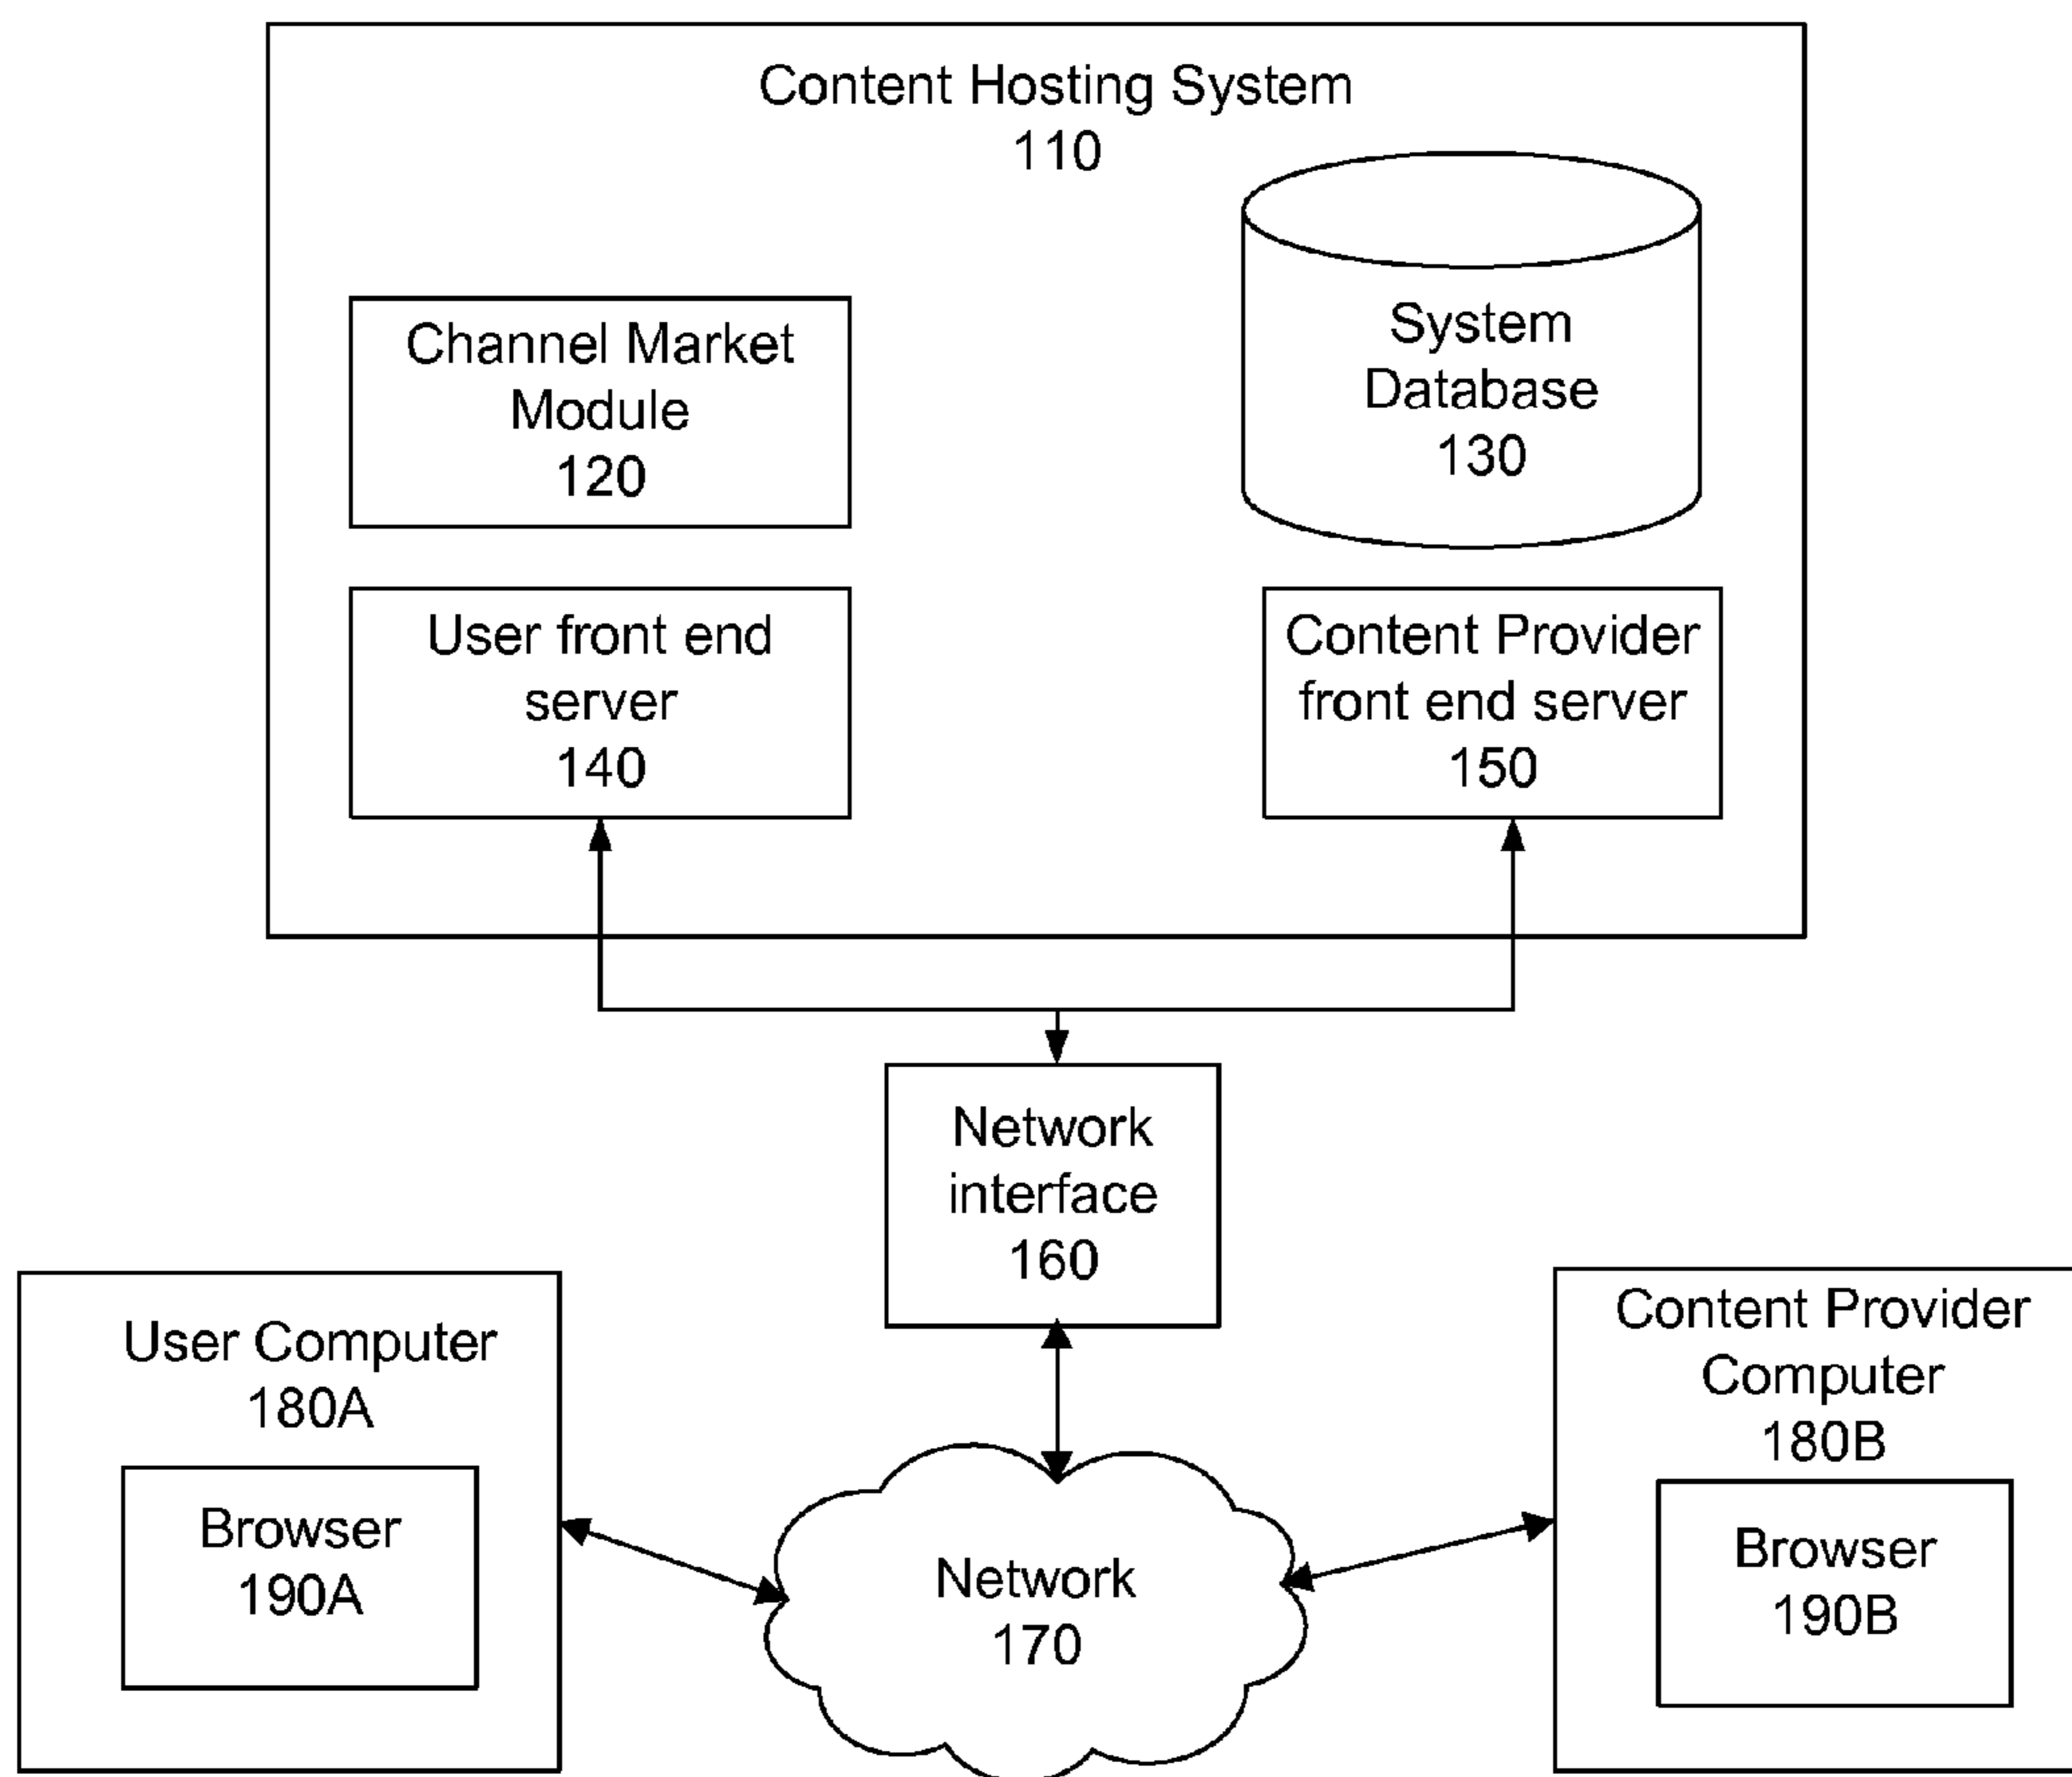 Content Hosting System
110
Channel Market
Module
120
System
Database
130
User front end
server
140
Content Provider
front end server
150
Network
interface
160
User Computer
180A
Browser
190A
Network
170
Content Provider
Computer
180B
Browser
190B